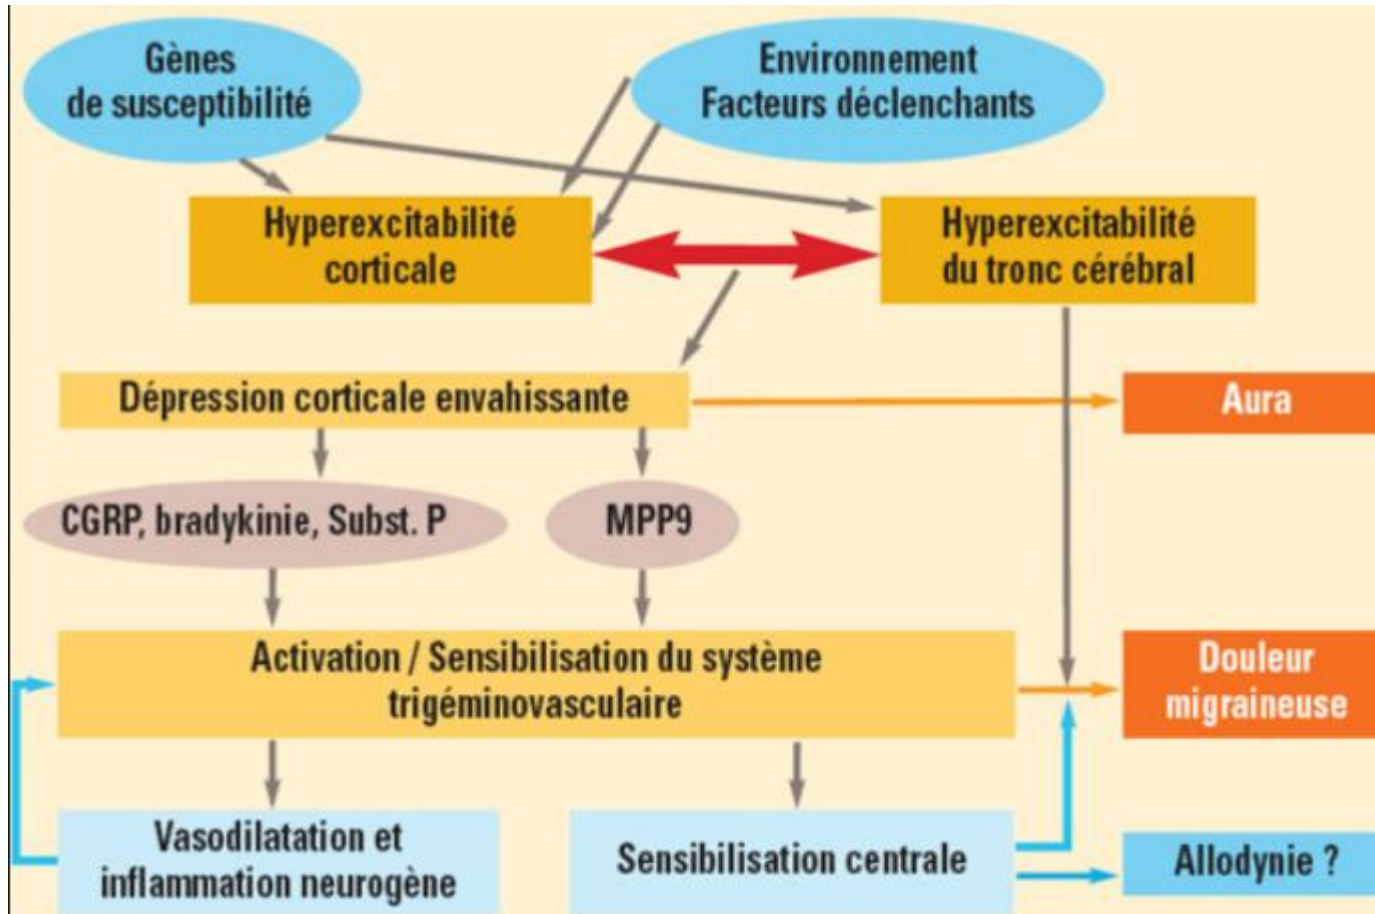 Gènes
de susceptibilité
Environnement
Facteurs déclenchants
Hyperexcitabilité
corticale
Hyperexcitabilité
du tronc cérébral
Dépression corticale envahissante
Aura
CGRP, bradykinie, Subst. P
MPP9
Activation / Sensibilisation du système
trigéminovasculaire
Douleur
migraineuse
Vasodilatation et
inflammation neurogène
Sensibilisation centrale
Allodynie ?